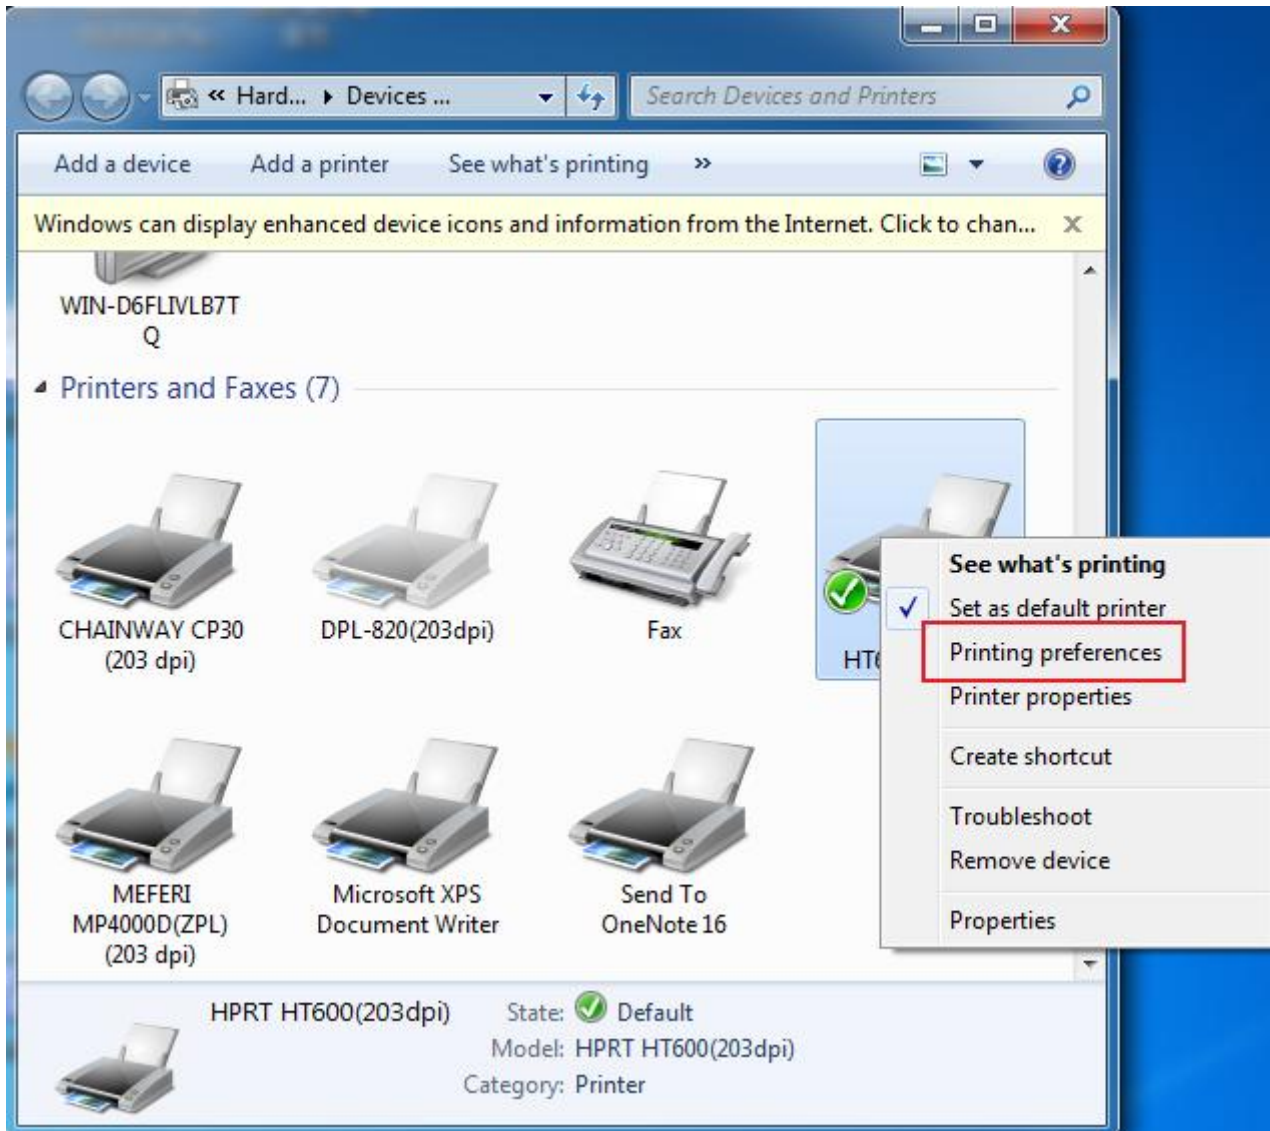 « Hard... Devices ...
Search Devices and Printers
Add a device Add a printer See what's printing »
Windows can display enhanced device icons and information from the Internet. Click to chan...
WIN-D6FLIVLB7T
Q
Printers and Faxes (7)
CHAINWAY CP30
(203 dpi)
DPL-820(203dpi)
Fax
See what's printing
Set as default printer
Printing preferences
Printer properties
Create shortcut
Troubleshoot
Remove device
Properties
MEFERI
MP4000D(ZPL)
(203 dpi)
Microsoft XPS
Document Writer
Send To
OneNote 16
HPRT HT600(203dpi) State: Default
Model: HPRT HT600(203dpi)
Category: Printer